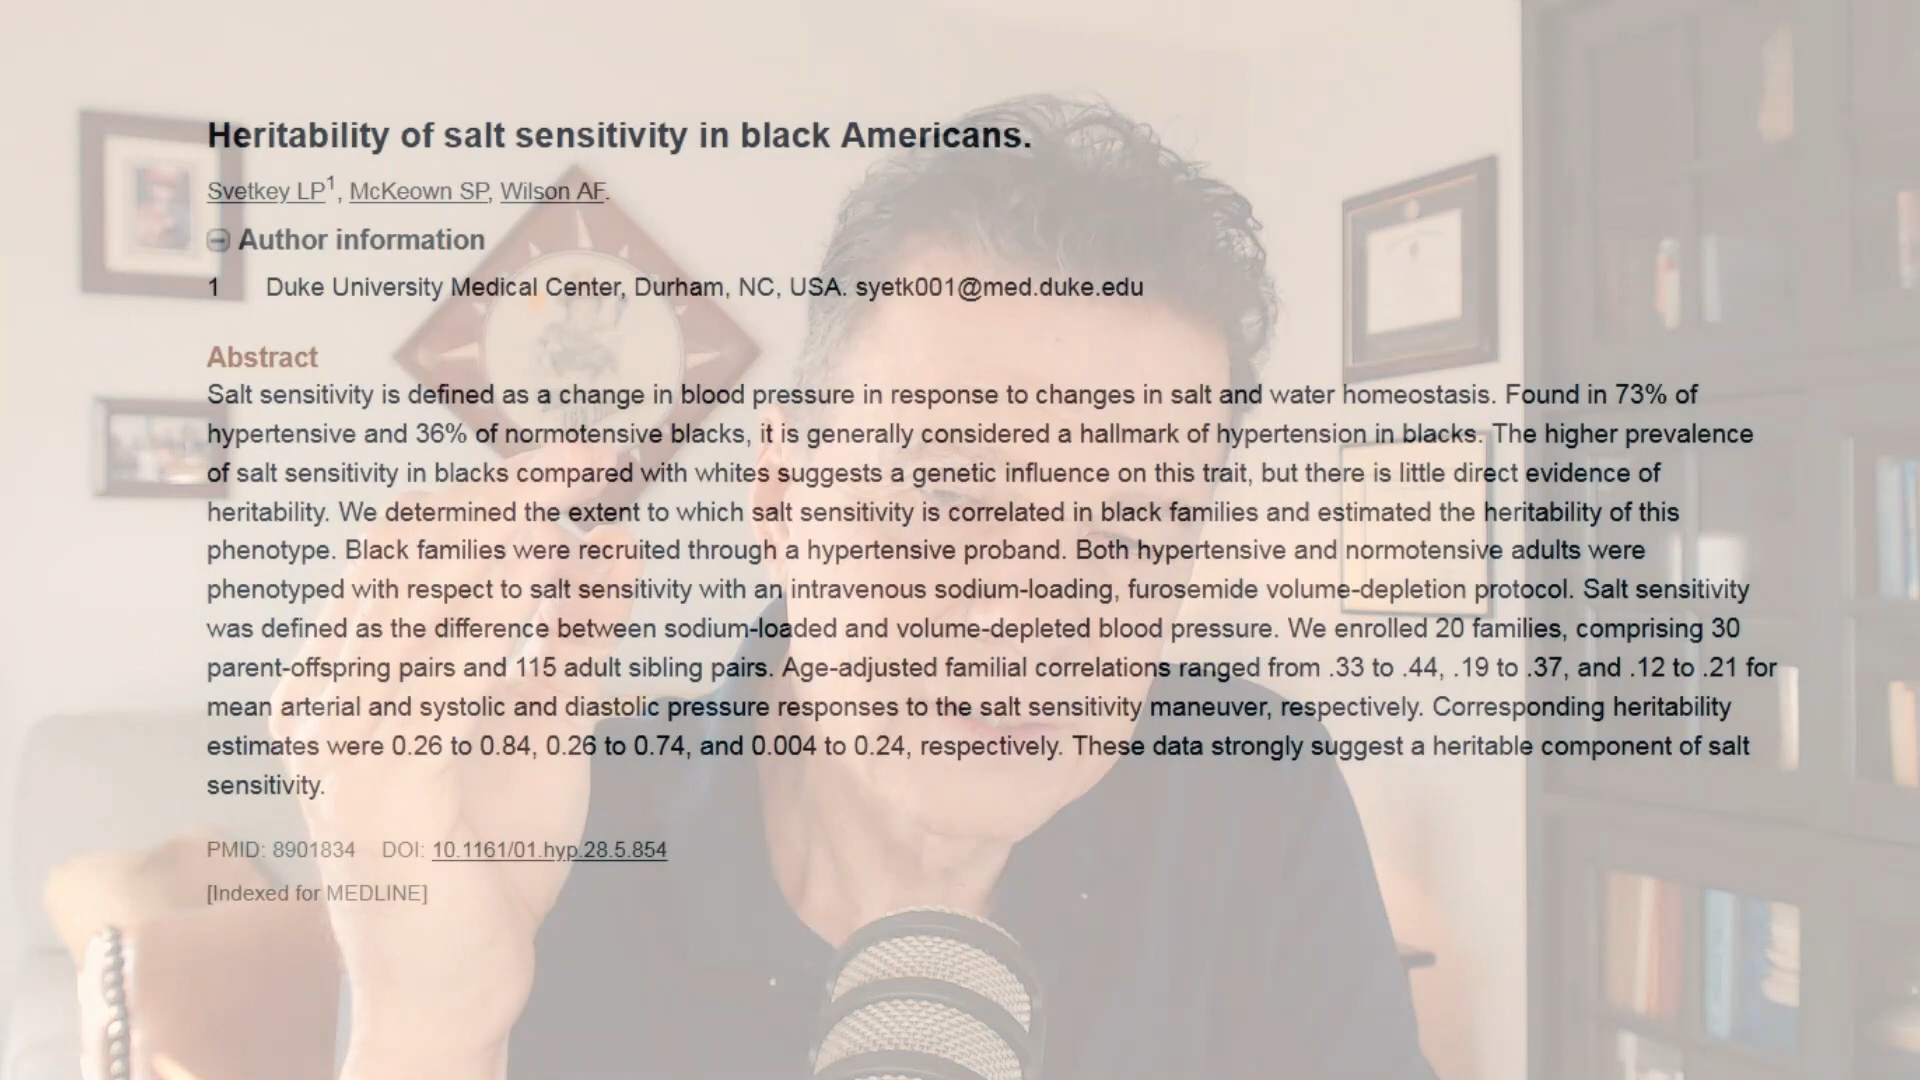 Heritability of salt sensitivity in black Americans.
Svetkey LP1, McKeown SP, Wilson AF.
Author information
1 Duke University Medical Center, Durham, NC, USA. syetk001@med.duke.edu
Abstract
Salt sensitivity is defined as a change in blood pressure in response to changes in salt and water homeostasis. Found in 73% of
hypertensive and 36% of normotensive blacks, it is generally considered a hallmark of hypertension in blacks. The higher prevalence
of salt sensitivity in blacks compared with whites suggests a genetic influence on this trait, but there is little direct evidence of
heritability. We determined the extent to which salt sensitivity is correlated in black families and estimated the heritability of this
phenotype. Black families were recruited through a hypertensive proband. Both hypertensive and normotensive adults were
phenotyped with respect to salt sensitivity with an intravenous sodium-loading, furosemide volume-depletion protocol. Salt sensitivity
was defined as the difference between sodium-loaded and volume-depleted blood pressure. We enrolled 20 families, comprising 30
parent-offspring pairs and 115 adult sibling pairs. Age-adjusted familial correlations ranged from .33 to .44, .19 to .37, and .12 to .21 for
mean arterial and systolic and diastolic pressure responses to the salt sensitivity maneuver, respectively. Corresponding heritability
estimates were 0.26 to 0.84, 0.26 to 0.74, and 0.004 to 0.24, respectively. These data strongly suggest a heritable component of salt
sensitivity.
PMID: 8901834 DOI: 10.1161/01.hyp.28.5.854
[Indexed for MEDLINE]